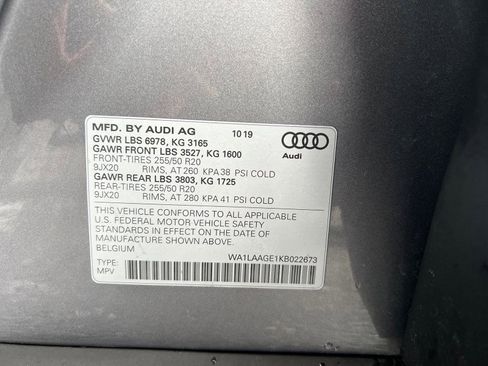 MFD. BY AUDI AG 10 19
GVWR LBS 6978, KG 3165
GAWR FRONT LBS 3527, KG 1600
FRONT-TIRES 255/50 R20
9JX20 RIMS, AT 260 KPA 38 PSI COLD
GAWR REAR LBS 3803, KG 1725
REAR-TIRES 255/50 R20
9JX20 RIMS, AT 280 KPA 41 PSI COLD
Audi
THIS VEHICLE CONFORMS TO ALL APPLICABLE
U.S. FEDERAL MOTOR VEHICLE SAFETY
STANDARDS IN EFFECT ON THE DATE OF
MANUFACTURE SHOWN ABOVE.
BELGIUM
WA1LAAGE1KB022673
TYPE:
MPV